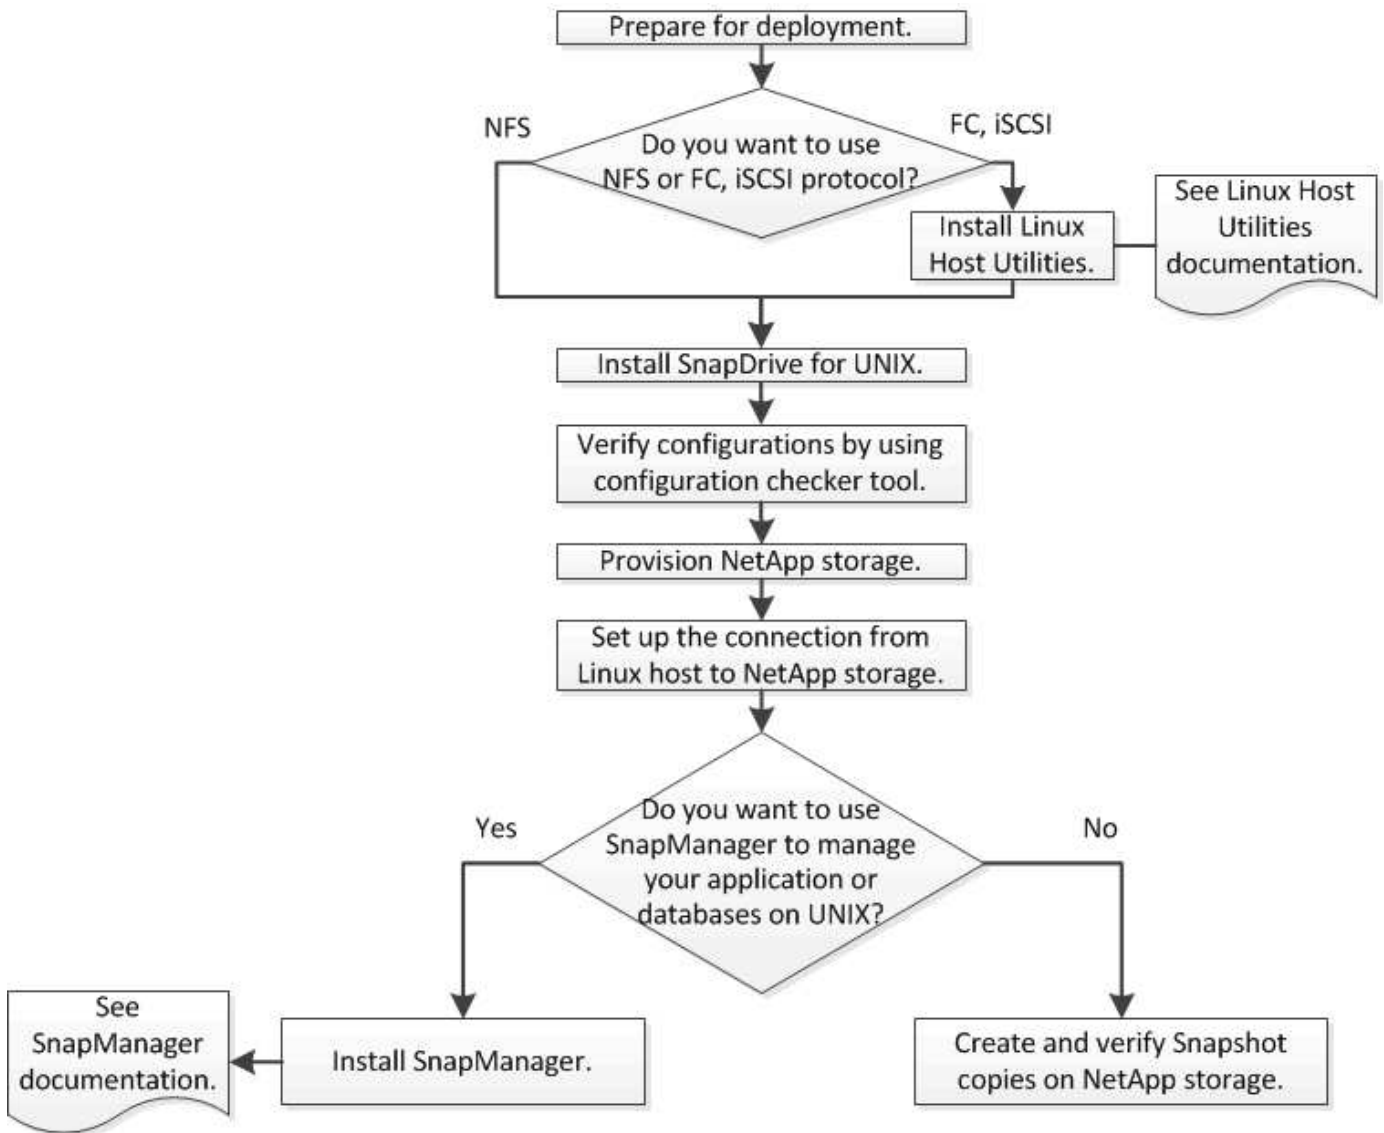 Prepare for deployment.
NFS
FC, iSCSI
Do you want to use
NFS or FC, iSCSI protocol?
Install Linux
Host Utilities.
See Linux Host
Utilities
documentation.
Install SnapDrive for UNIX.
Verify configurations by using
configuration checker tool.
Provision NetApp storage.
Set up the connection from
Linux host to NetApp storage.
Do you want to use
SnapManager to manage
your application or
databases on UNIX?
Yes
No
See
SnapManager
documentation.
Install SnapManager.
Create and verify Snapshot
copies on NetApp storage.